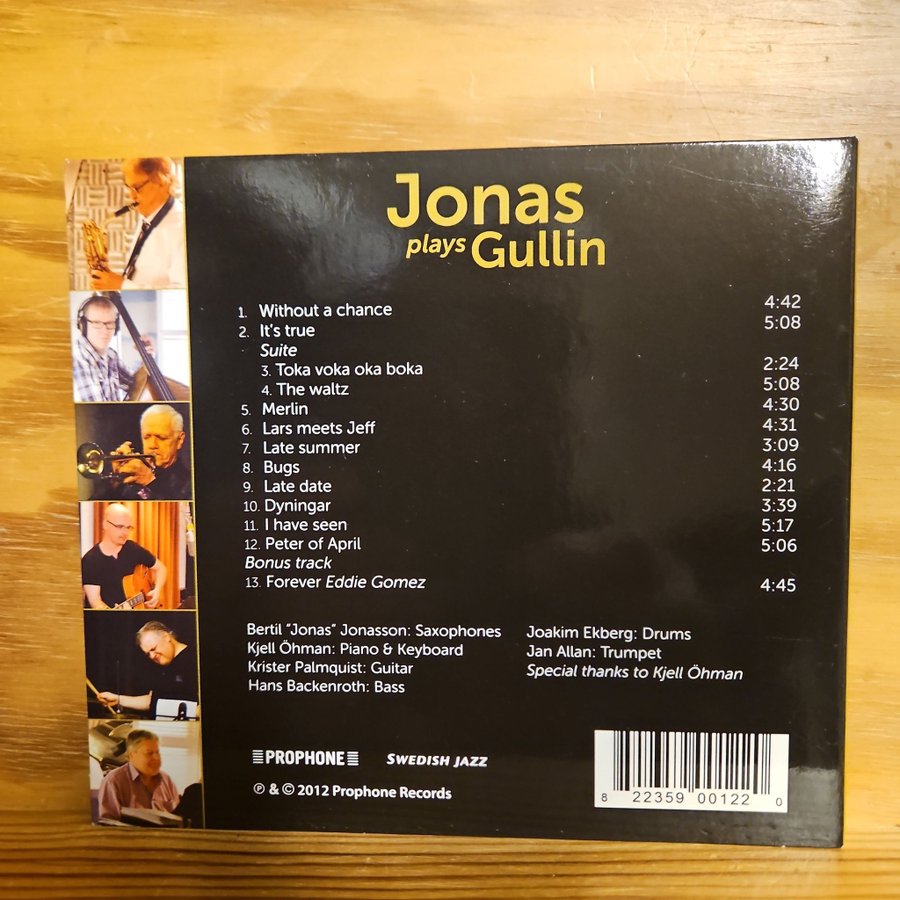 Jonas
plays Gullin
1. Without a chance 4:42
2. It's true 5:08
Suite
3. Toka voka oka boka 2:24
4. The waltz 5:08
5. Merlin 4:30
6. Lars meets Jeff 4:31
7. Late summer 3:09
8. Bugs 4:16
9. Late date 2:21
10. Dyningar 3:39
11. I have seen 5:17
12. Peter of April 5:06
Bonus track
13. Forever Eddie Gomez 4:45
Bertil "Jonas" Jonasson: Saxophones
Kjell Öhman: Piano & Keyboard
Krister Palmquist: Guitar
Hans Backenroth: Bass
Joakim Ekberg: Drums
Jan Allan: Trumpet
Special thanks to Kjell Öhman
PROPHONE
SWEDISH JAZZ
℗ & © 2012 Prophone Records
8 22359 00122 0